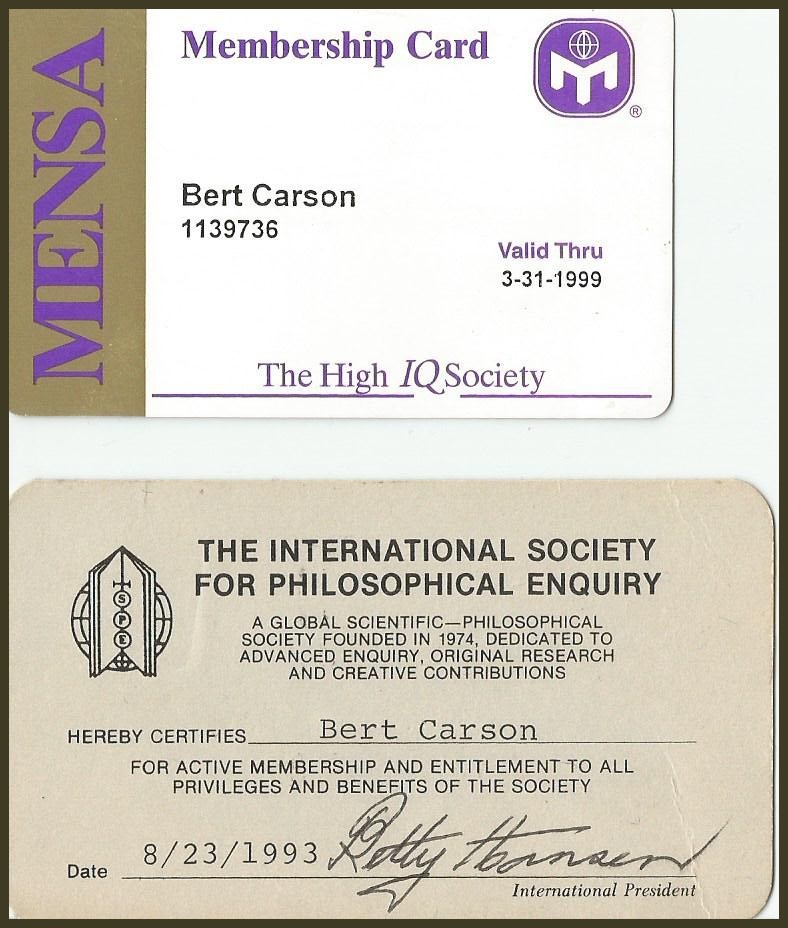 MENSA
Membership Card
®
Bert Carson
1139736
Valid Thru
3-31-1999
The High IQ Society
THE INTERNATIONAL SOCIETY
FOR PHILOSOPHICAL ENQUIRY
S
P
E
A GLOBAL SCIENTIFIC—PHILOSOPHICAL
SOCIETY FOUNDED IN 1974, DEDICATED TO
ADVANCED ENQUIRY, ORIGINAL RESEARCH
AND CREATIVE CONTRIBUTIONS
HEREBY CERTIFIES Bert Carson
FOR ACTIVE MEMBERSHIP AND ENTITLEMENT TO ALL
PRIVILEGES AND BENEFITS OF THE SOCIETY
Date 8/23/1993 Betty Hansen
International President